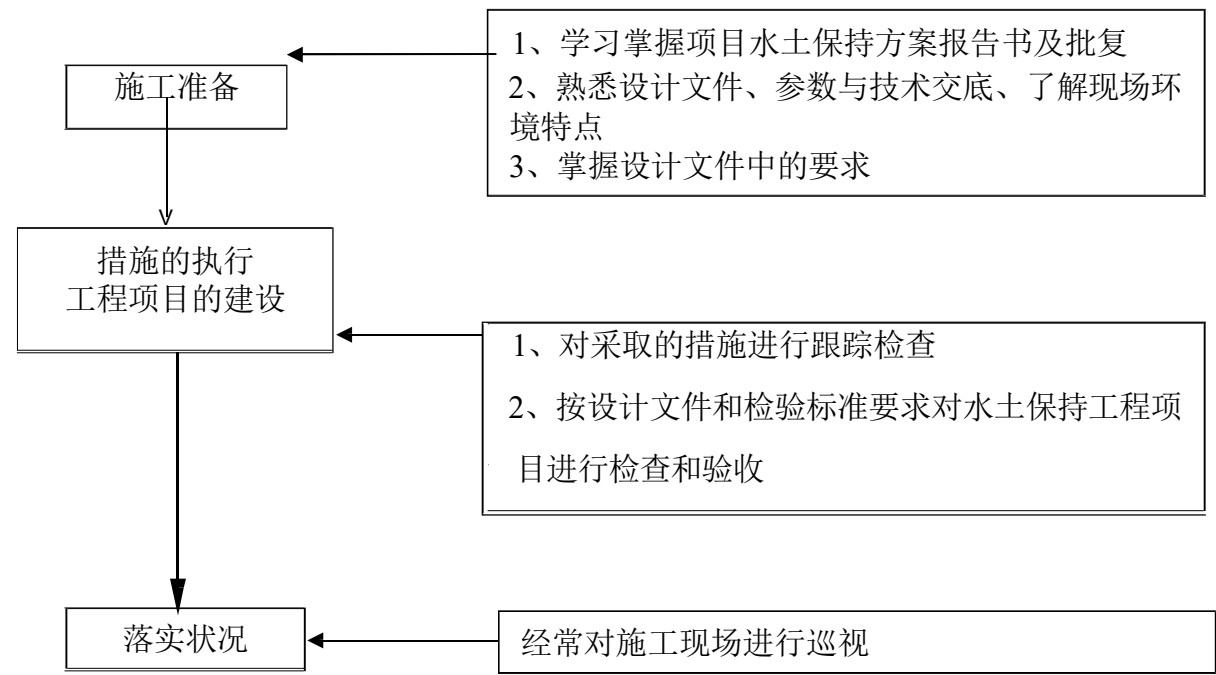 施工准备
1、学习掌握项目水土保持方案报告书及批复
2、熟悉设计文件、参数与技术交底、了解现场环
境特点
3、掌握设计文件中的要求
措施的执行
工程项目的建设
1、对采取的措施进行跟踪检查
2、按设计文件和检验标准要求对水土保持工程项
目进行检查和验收
落实状况
经常对施工现场进行巡视